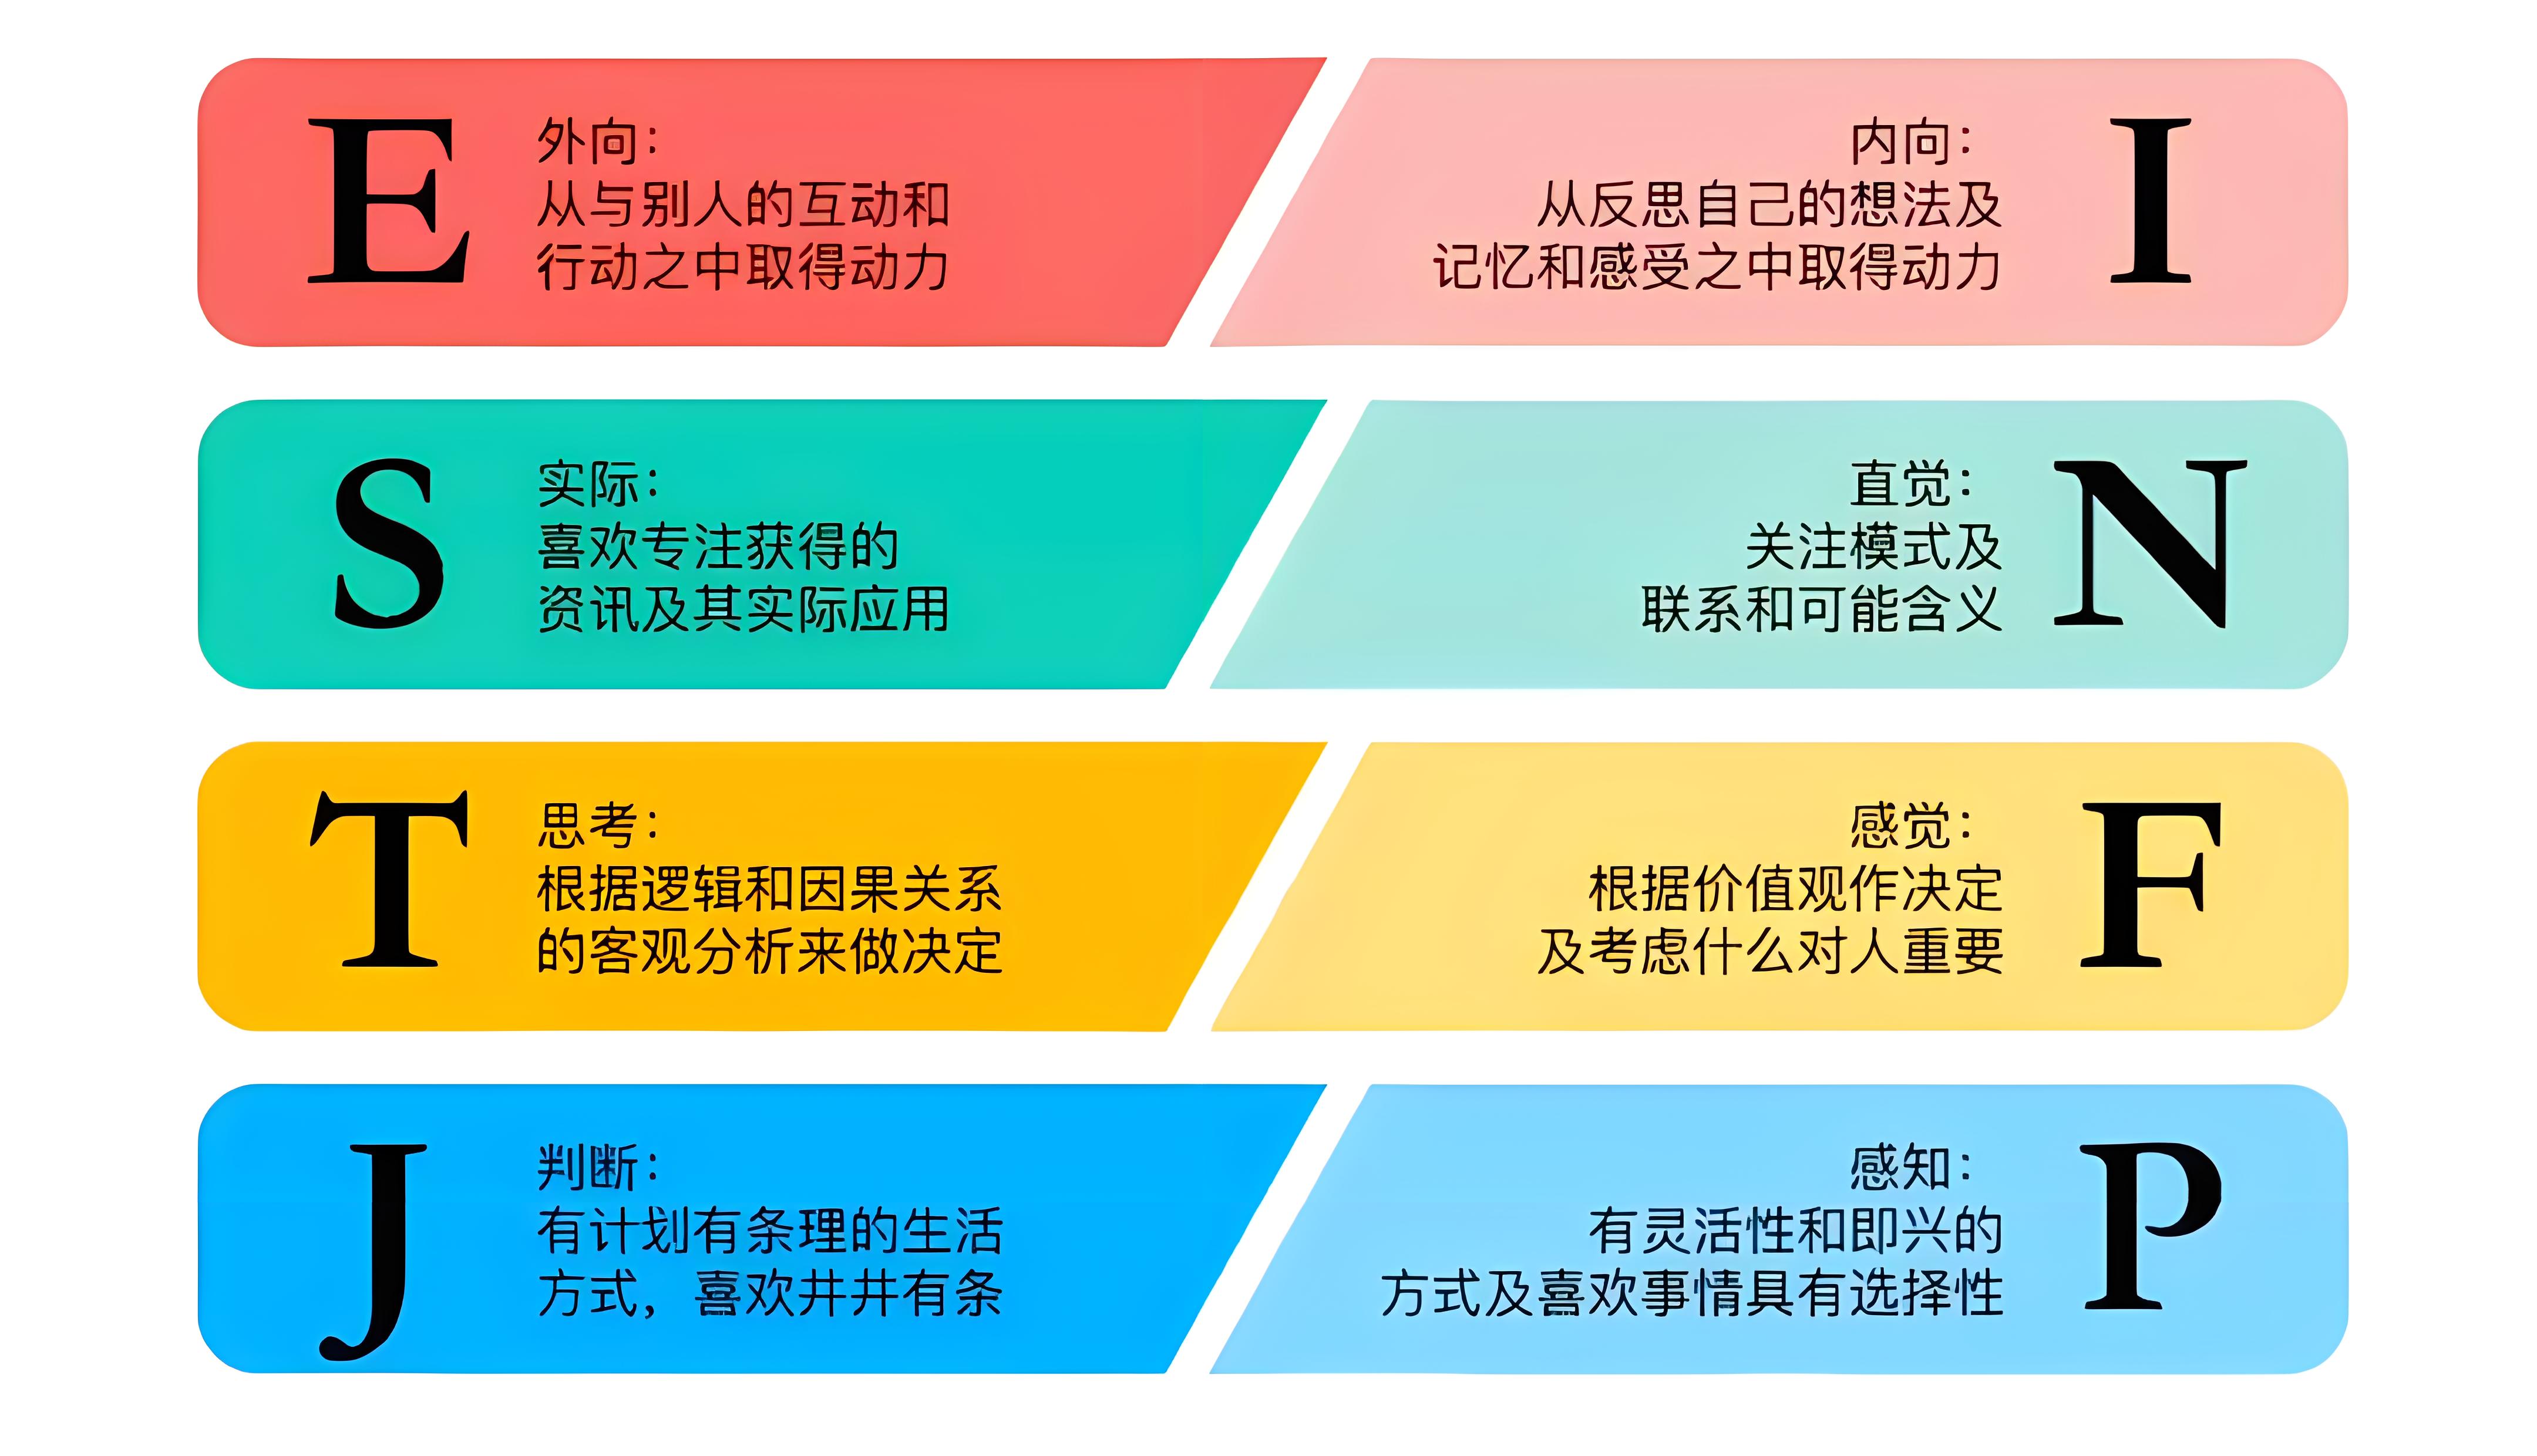 E
外向：
从与别人的互动和
行动之中取得动力
内向：
从反思自己的想法及
记忆和感受之中取得动力
I
S
实际：
喜欢专注获得的
资讯及其实际应用
直觉：
关注模式及
联系和可能含义
N
T
思考：
根据逻辑和因果关系
的客观分析来做决定
感觉：
根据价值观作决定
及考虑什么对人重要
F
J
判断：
有计划有条理的生活
方式，喜欢井井有条
感知：
有灵活性和即兴的
方式及喜欢事情具有选择性
P